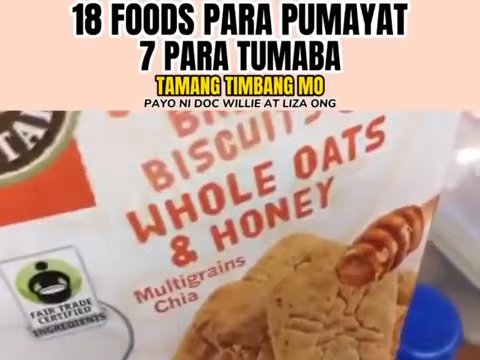 18 FOODS PARA PUMAYAT
7 PARA TUMABA
TAMANG TIMBANG MO
PAYO NI DOC WILLIE AT LIZA ONG
BISCUITS
WHOLE OATS
& HONEY
Multigrains
Chia
FAIR TRADE
CERTIFIED
INGREDIENTS